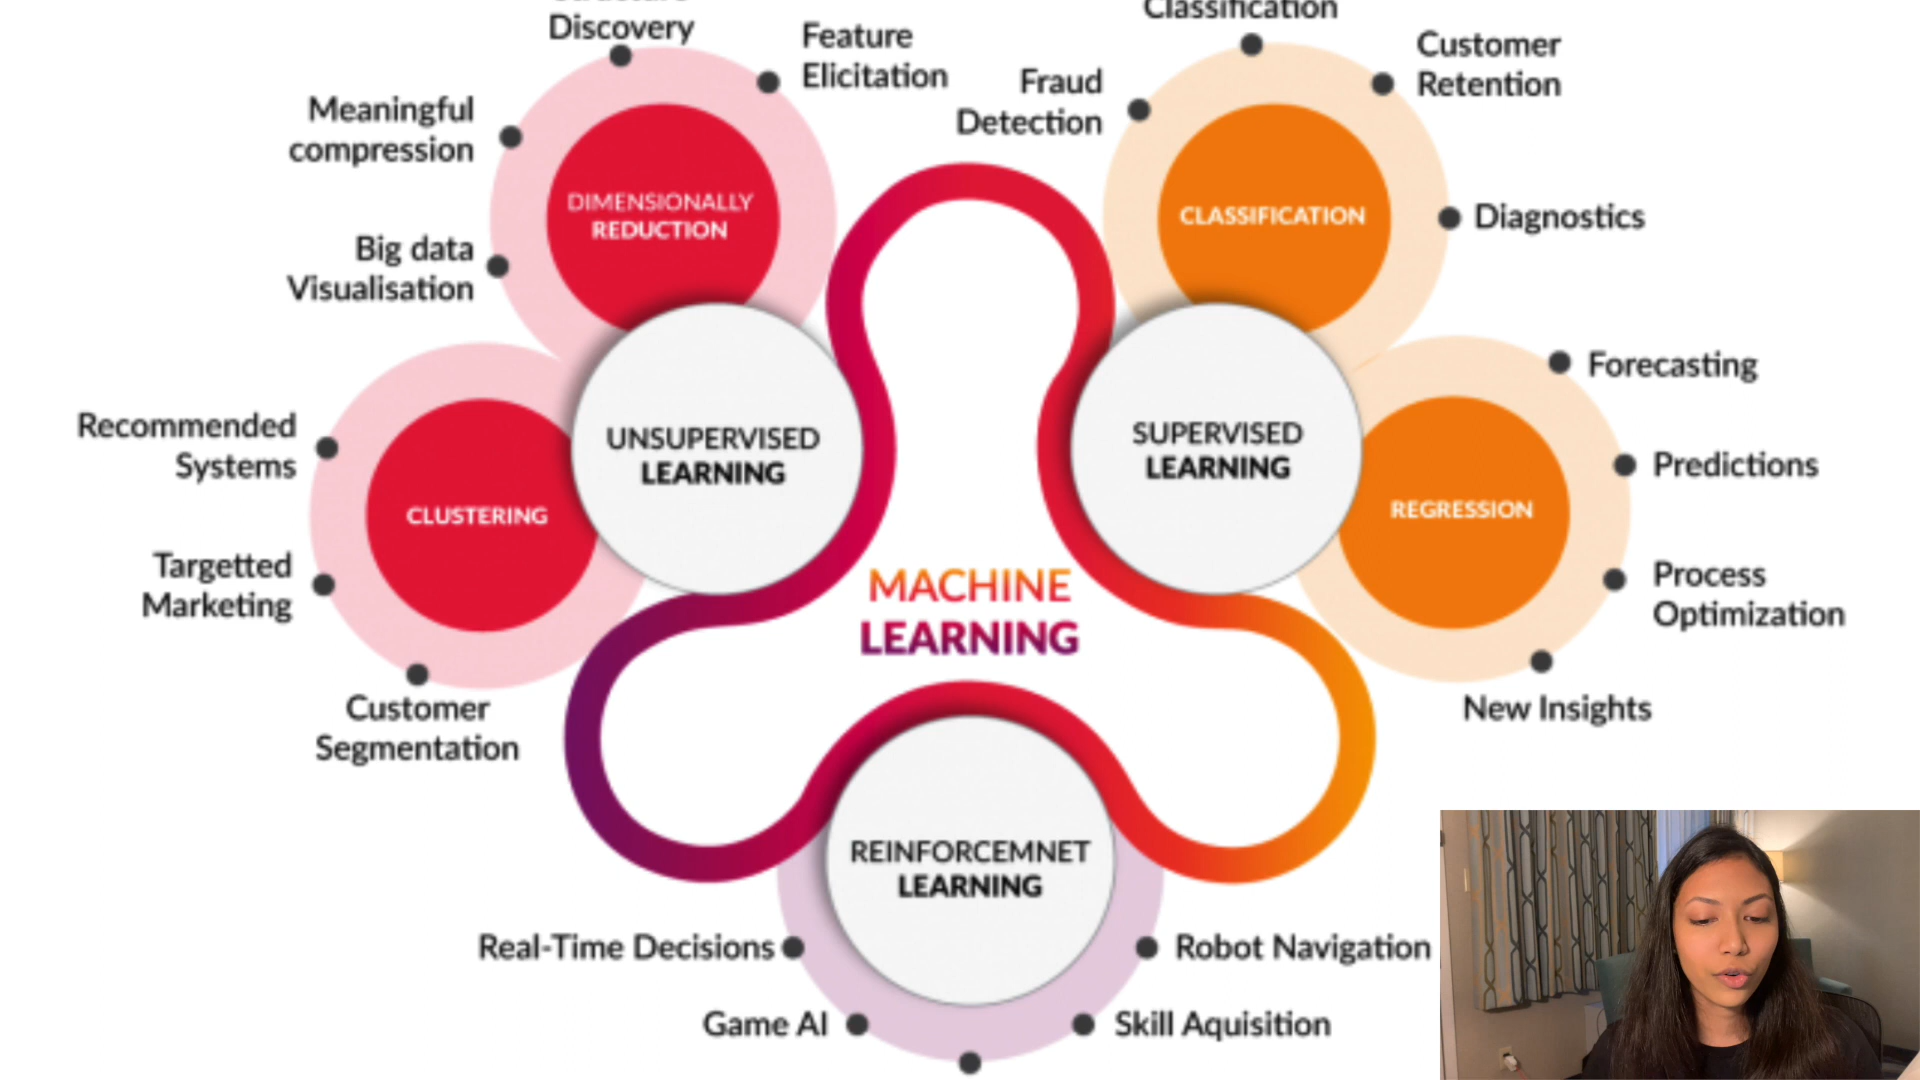 Discovery
Feature
Elicitation
Meaningful
compression
DIMENSIONALLY
REDUCTION
Big data
Visualisation
Classification
Customer
Retention
Fraud
Detection
CLASSIFICATION
Diagnostics
Recommended
Systems
CLUSTERING
UNSUPERVISED
LEARNING
SUPERVISED
LEARNING
Forecasting
Predictions
REGRESSION
Process
Optimization
New Insights
Targetted
Marketing
Customer
Segmentation
MACHINE
LEARNING
REINFORCEMNET
LEARNING
Real-Time Decisions
Robot Navigation
Game AI
Skill Aquisition